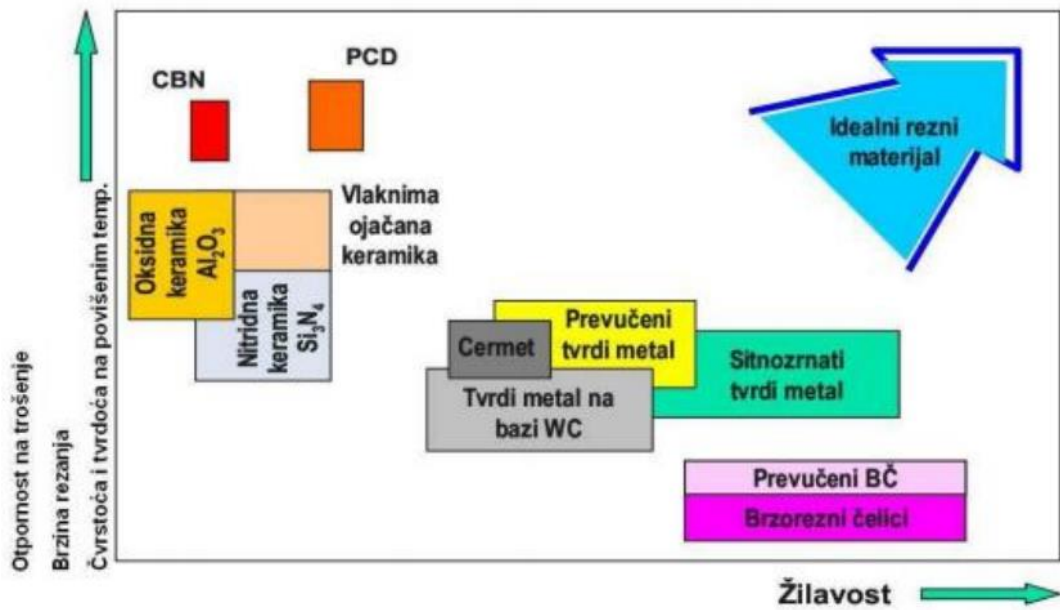 CBN
PCD
Idealni rezni
materijal
Vlaknima
ojačana
keramika
Oksidna
keramika
Al₂O₃
Nitridna
keramika
Si₃N₄
Prevučeni
tvrdi metal
Cermet
Sitnozrnati
tvrdi metal
Tvrdi metal na
bazi WC
Prevučeni BČ
Brzorezni čelici
Otpornost na trošenje
Brzina rezanja
Čvrstoća i tvrdoća na povišenim temp.
Žilavost